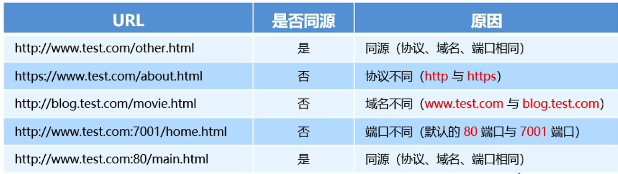 URL 是否同源 原因
http://www.test.com/other.html 是 同源（协议、域名、端口相同）
https://www.test.com/about.html 否 协议不同（http 与 https）
http://blog.test.com/movie.html 否 域名不同（www.test.com 与 blog.test.com）
http://www.test.com:7001/home.html 否 端口不同（默认的 80 端口与 7001 端口）
http://www.test.com:80/main.html 是 同源（协议、域名、端口相同）